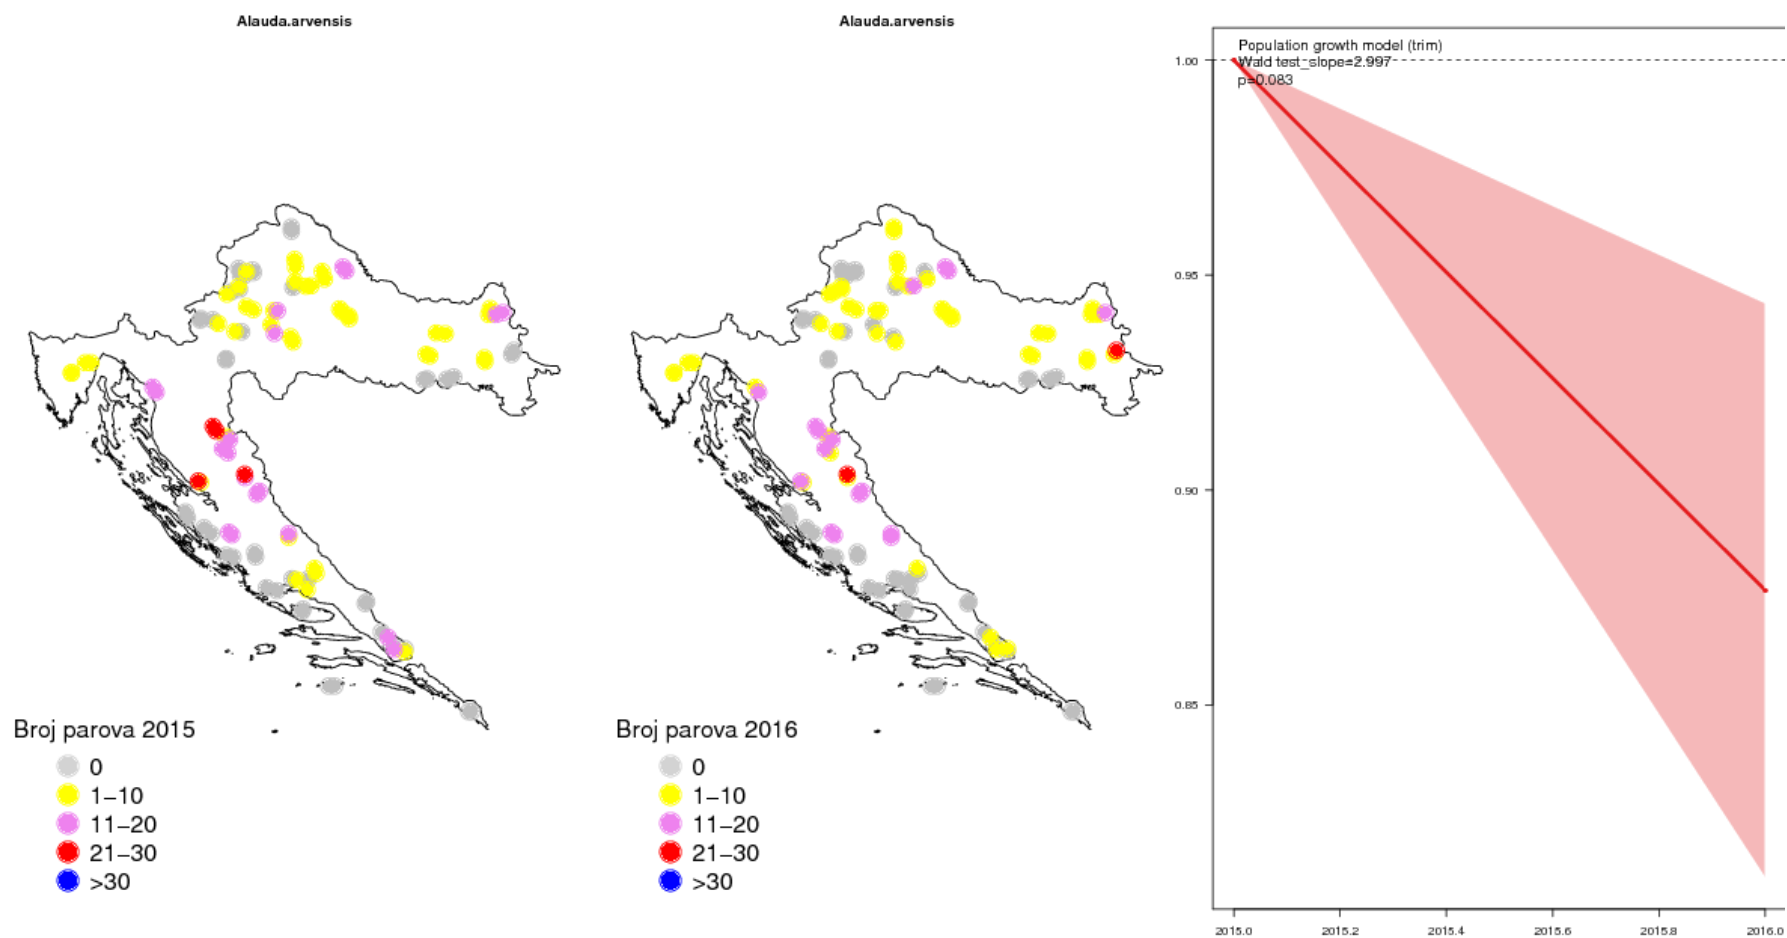 Alauda.arvensis
Broj parova 2015
0
1–10
11–20
21–30
>30
Alauda.arvensis
Broj parova 2016
0
1–10
11–20
21–30
>30
Population growth model (trim)
Wald test_slope=2.997
p=0.083
1.00
0.95
0.90
0.85
2015.0 2015.2 2015.4 2015.6 2015.8 2016.0